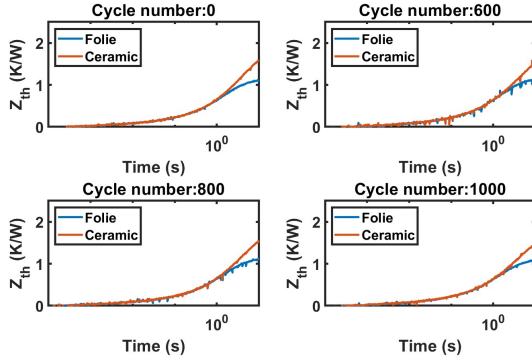 Cycle number:0
2
1
0
Z_th (K/W)
Folie
Ceramic
10^0
Time (s)
Cycle number:600
2
1
0
Z_th (K/W)
Folie
Ceramic
10^0
Time (s)
Cycle number:800
2
1
0
Z_th (K/W)
Folie
Ceramic
10^0
Time (s)
Cycle number:1000
2
1
0
Z_th (K/W)
Folie
Ceramic
10^0
Time (s)